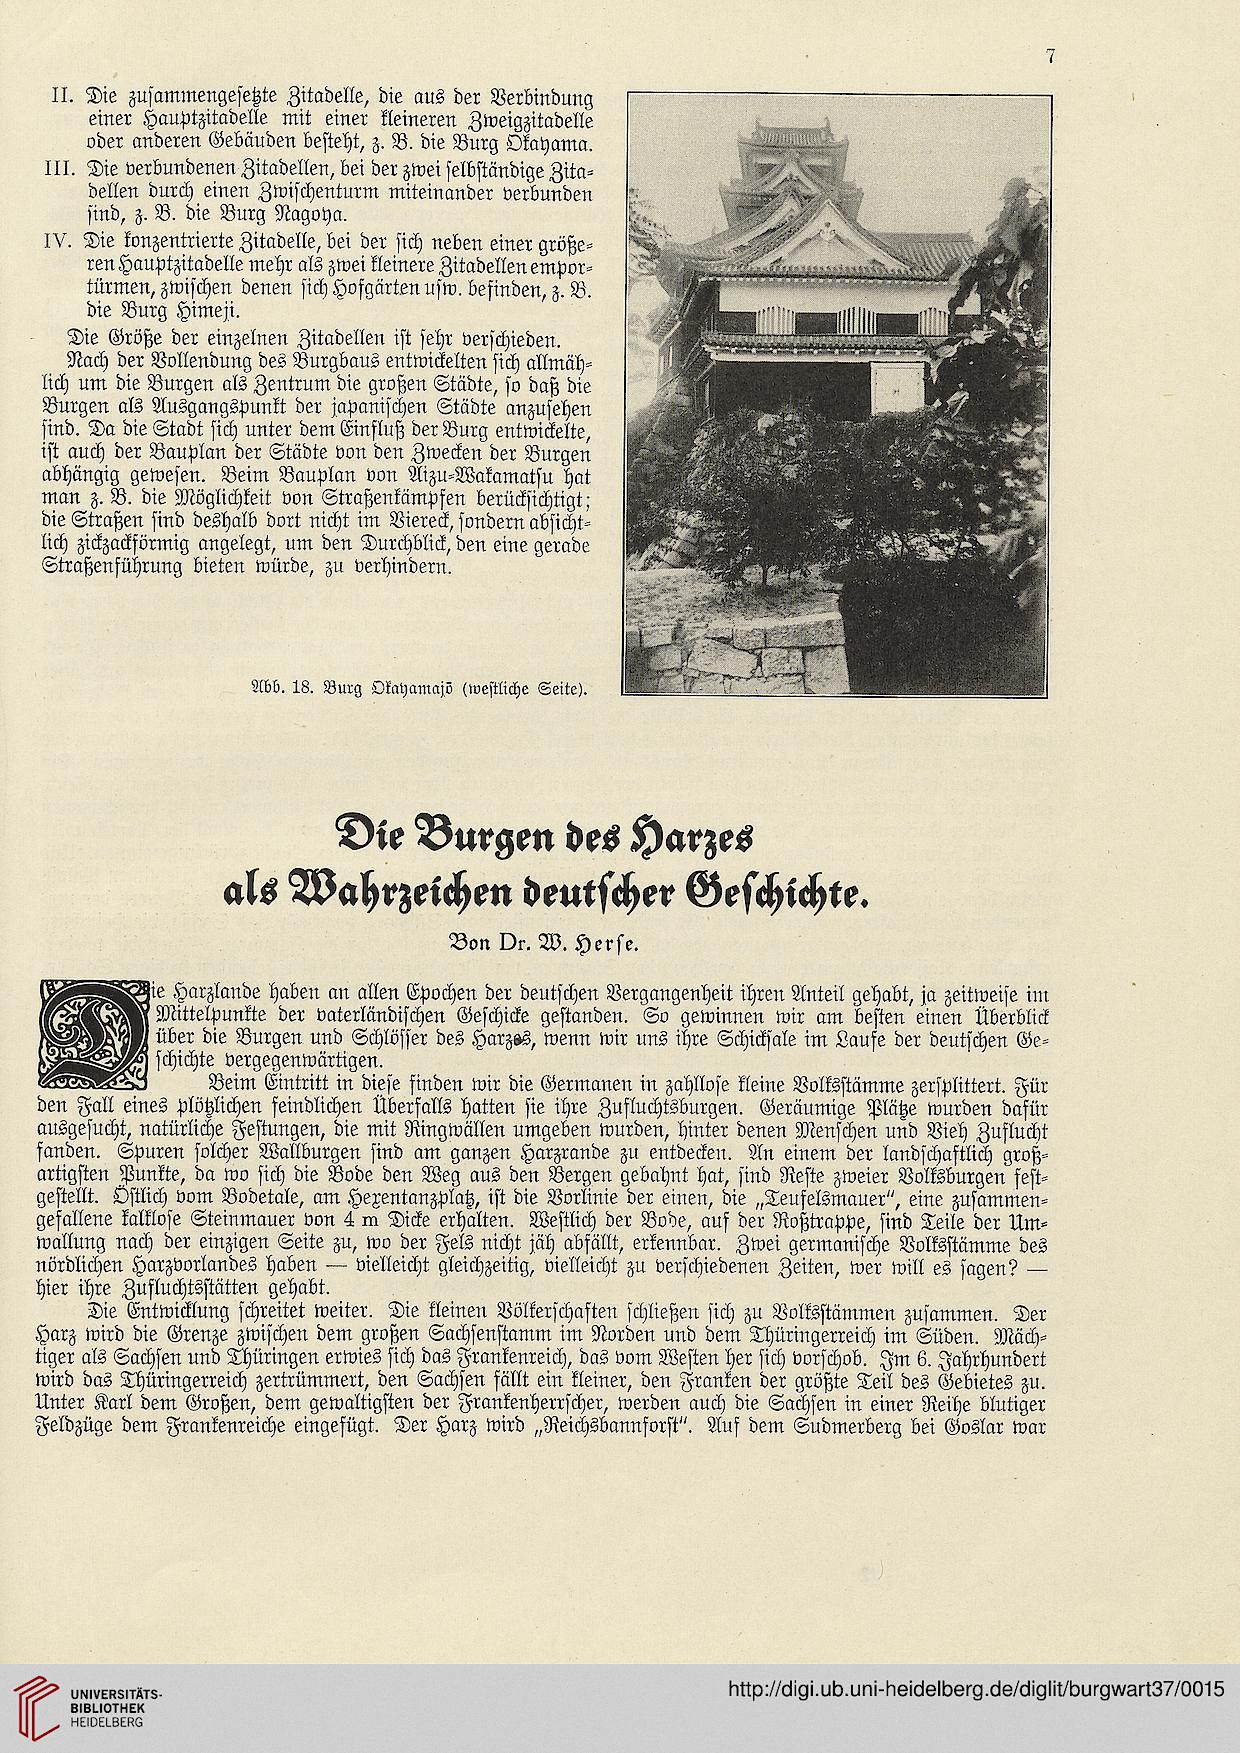 7
II. Die zusammengesetzte Zitadelle, die aus der Verbindung
einer Hauptzitadelle mit einer kleineren Zweigzitadelle
oder anderen Gebäuden besteht, z. B. die Burg Okayama.
III. Die verbundenen Zitadellen, bei der zwei selbständige Zita-
dellen durch einen Zwischenturm miteinander verbunden
sind, z. B. die Burg Nagoya.
IV. Die konzentrierte Zitadelle, bei der sich neben einer größe-
ren Hauptzitadelle mehr als zwei kleinere Zitadellen empor-
türmen, zwischen denen sich Hofgärten usw. befinden, z. B.
die Burg Himeji.
Die Größe der einzelnen Zitadellen ist sehr verschieden.
Nach der Vollendung des Burgbaus entwickelten sich allmäh-
lich um die Burgen als Zentrum die großen Städte, so daß die
Burgen als Ausgangspunkt der japanischen Städte anzusehen
sind. Da die Stadt sich unter dem Einfluß der Burg entwickelte,
ist auch der Bauplan der Städte von den Zwecken der Burgen
abhängig gewesen. Beim Bauplan von Aizu-Wakamatsu hat
man z. B. die Möglichkeit von Straßenkämpfen berücksichtigt;
die Straßen sind deshalb dort nicht im Viereck, sondern absicht-
lich zickzackförmig angelegt, um den Durchblick, den eine gerade
Straßenführung bieten würde, zu verhindern.
Abb. 18. Burg Okayamajō (westliche Seite).
Die Burgen des Harzes
als Wahrzeichen deutscher Geschichte.
Von Dr. W. Herse.
Die Harzlande haben an allen Epochen der deutschen Vergangenheit ihren Anteil gehabt, ja zeitweise im
Mittelpunkte der vaterländischen Geschicke gestanden. So gewinnen wir am besten einen Überblick
über die Burgen und Schlösser des Harzes, wenn wir uns ihre Schicksale im Laufe der deutschen Ge-
schichte vergegenwärtigen.
Beim Eintritt in diese finden wir die Germanen in zahllose kleine Volksstämme zersplittert. Für
den Fall eines plötzlichen feindlichen Überfalls hatten sie ihre Zufluchtsburgen. Geräumige Plätze wurden dafür
ausgesucht, natürliche Festungen, die mit Ringwällen umgeben wurden, hinter denen Menschen und Vieh Zuflucht
fanden. Spuren solcher Wallburgen sind am ganzen Harzrande zu entdecken. An einem der landschaftlich groß-
artigsten Punkte, da wo sich die Bode den Weg aus den Bergen gebahnt hat, sind Reste zweier Volksburgen fest-
gestellt. Östlich vom Bodetale, am Hexentanzplatz, ist die Vorlinie der einen, die „Teufelsmauer“, eine zusammen-
gefallene kalklose Steinmauer von 4 m Dicke erhalten. Westlich der Bode, auf der Roßtrappe, sind Teile der Um-
wallung nach der einzigen Seite zu, wo der Fels nicht jäh abfällt, erkennbar. Zwei germanische Volksstämme des
nördlichen Harzvorlandes haben — vielleicht gleichzeitig, vielleicht zu verschiedenen Zeiten, wer will es sagen? —
hier ihre Zufluchtsstätten gehabt.
Die Entwicklung schreitet weiter. Die kleinen Völkerschaften schließen sich zu Volksstämmen zusammen. Der
Harz wird die Grenze zwischen dem großen Sachsenstamm im Norden und dem Thüringerreich im Süden. Mäch-
tiger als Sachsen und Thüringen erwies sich das Frankenreich, das vom Westen her sich vorschob. Im 6. Jahrhundert
wird das Thüringerreich zertrümmert, den Sachsen fällt ein kleiner, den Franken der größte Teil des Gebietes zu.
Unter Karl dem Großen, dem gewaltigsten der Frankenherrscher, werden auch die Sachsen in einer Reihe blutiger
Feldzüge dem Frankenreiche eingefügt. Der Harz wird „Reichsbannforst“. Auf dem Sudmerberg bei Goslar war
UNIVERSITÄTS-
BIBLIOTHEK
HEIDELBERG
http://digi.ub.uni-heidelberg.de/diglit/burgwart37/0015